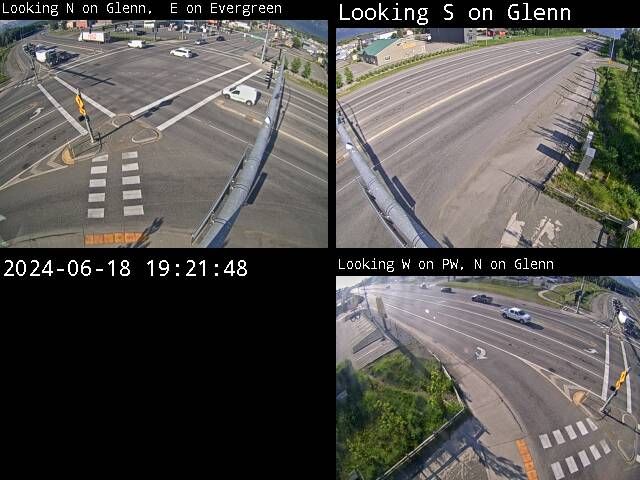 Looking N on Glenn,  E on Evergreen
Looking S on Glenn
2024-06-18 19:21:48
Looking W on PW, N on Glenn